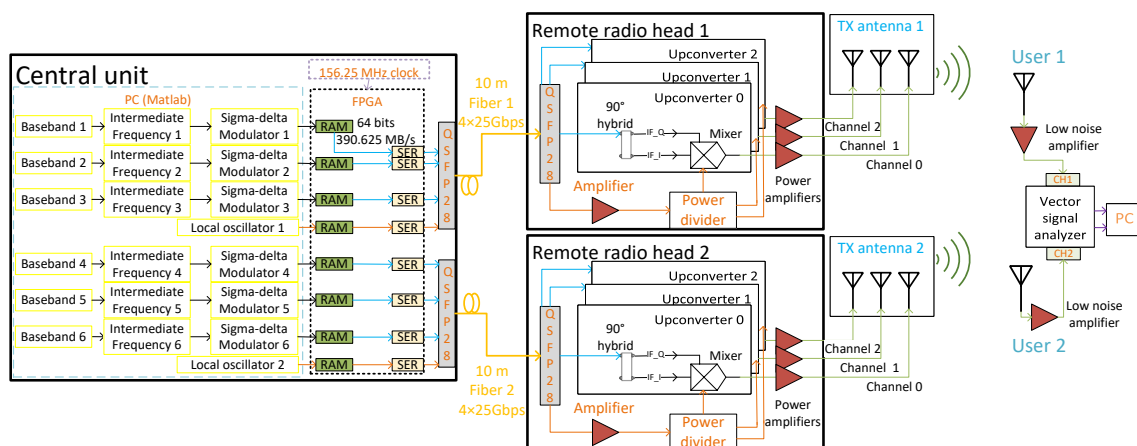 Central unit
PC (Matlab)
156.25 MHz clock
FPGA
Baseband 1
Intermediate
Frequency 1
Sigma-delta
Modulator 1
RAM
64 bits
390.625 MB/s
SER
Baseband 2
Intermediate
Frequency 2
Sigma-delta
Modulator 2
RAM
SER
Baseband 3
Intermediate
Frequency 3
Sigma-delta
Modulator 3
RAM
SER
Local oscillator 1
RAM
SER
QSFP28
Baseband 4
Intermediate
Frequency 4
Sigma-delta
Modulator 4
RAM
SER
Baseband 5
Intermediate
Frequency 5
Sigma-delta
Modulator 5
RAM
SER
Baseband 6
Intermediate
Frequency 6
Sigma-delta
Modulator 6
RAM
SER
Local oscillator 2
RAM
SER
QSFP28
10 m
Fiber 1
4×25Gbps
10 m
Fiber 2
4×25Gbps
Remote radio head 1
Upconverter 2
Upconverter 1
Upconverter 0
QSFP28
90°
hybrid
IF_Q
IF_I
Mixer
Amplifier
Power
divider
Power
amplifiers
Channel 2
Channel 1
Channel 0
TX antenna 1
Remote radio head 2
Upconverter 2
Upconverter 1
Upconverter 0
QSFP28
90°
hybrid
IF_Q
IF_I
Mixer
Amplifier
Power
divider
Power
amplifiers
Channel 2
Channel 1
Channel 0
TX antenna 2
User 1
Low noise
amplifier
CH1
Vector
signal
analyzer
CH2
PC
Low noise
amplifier
User 2